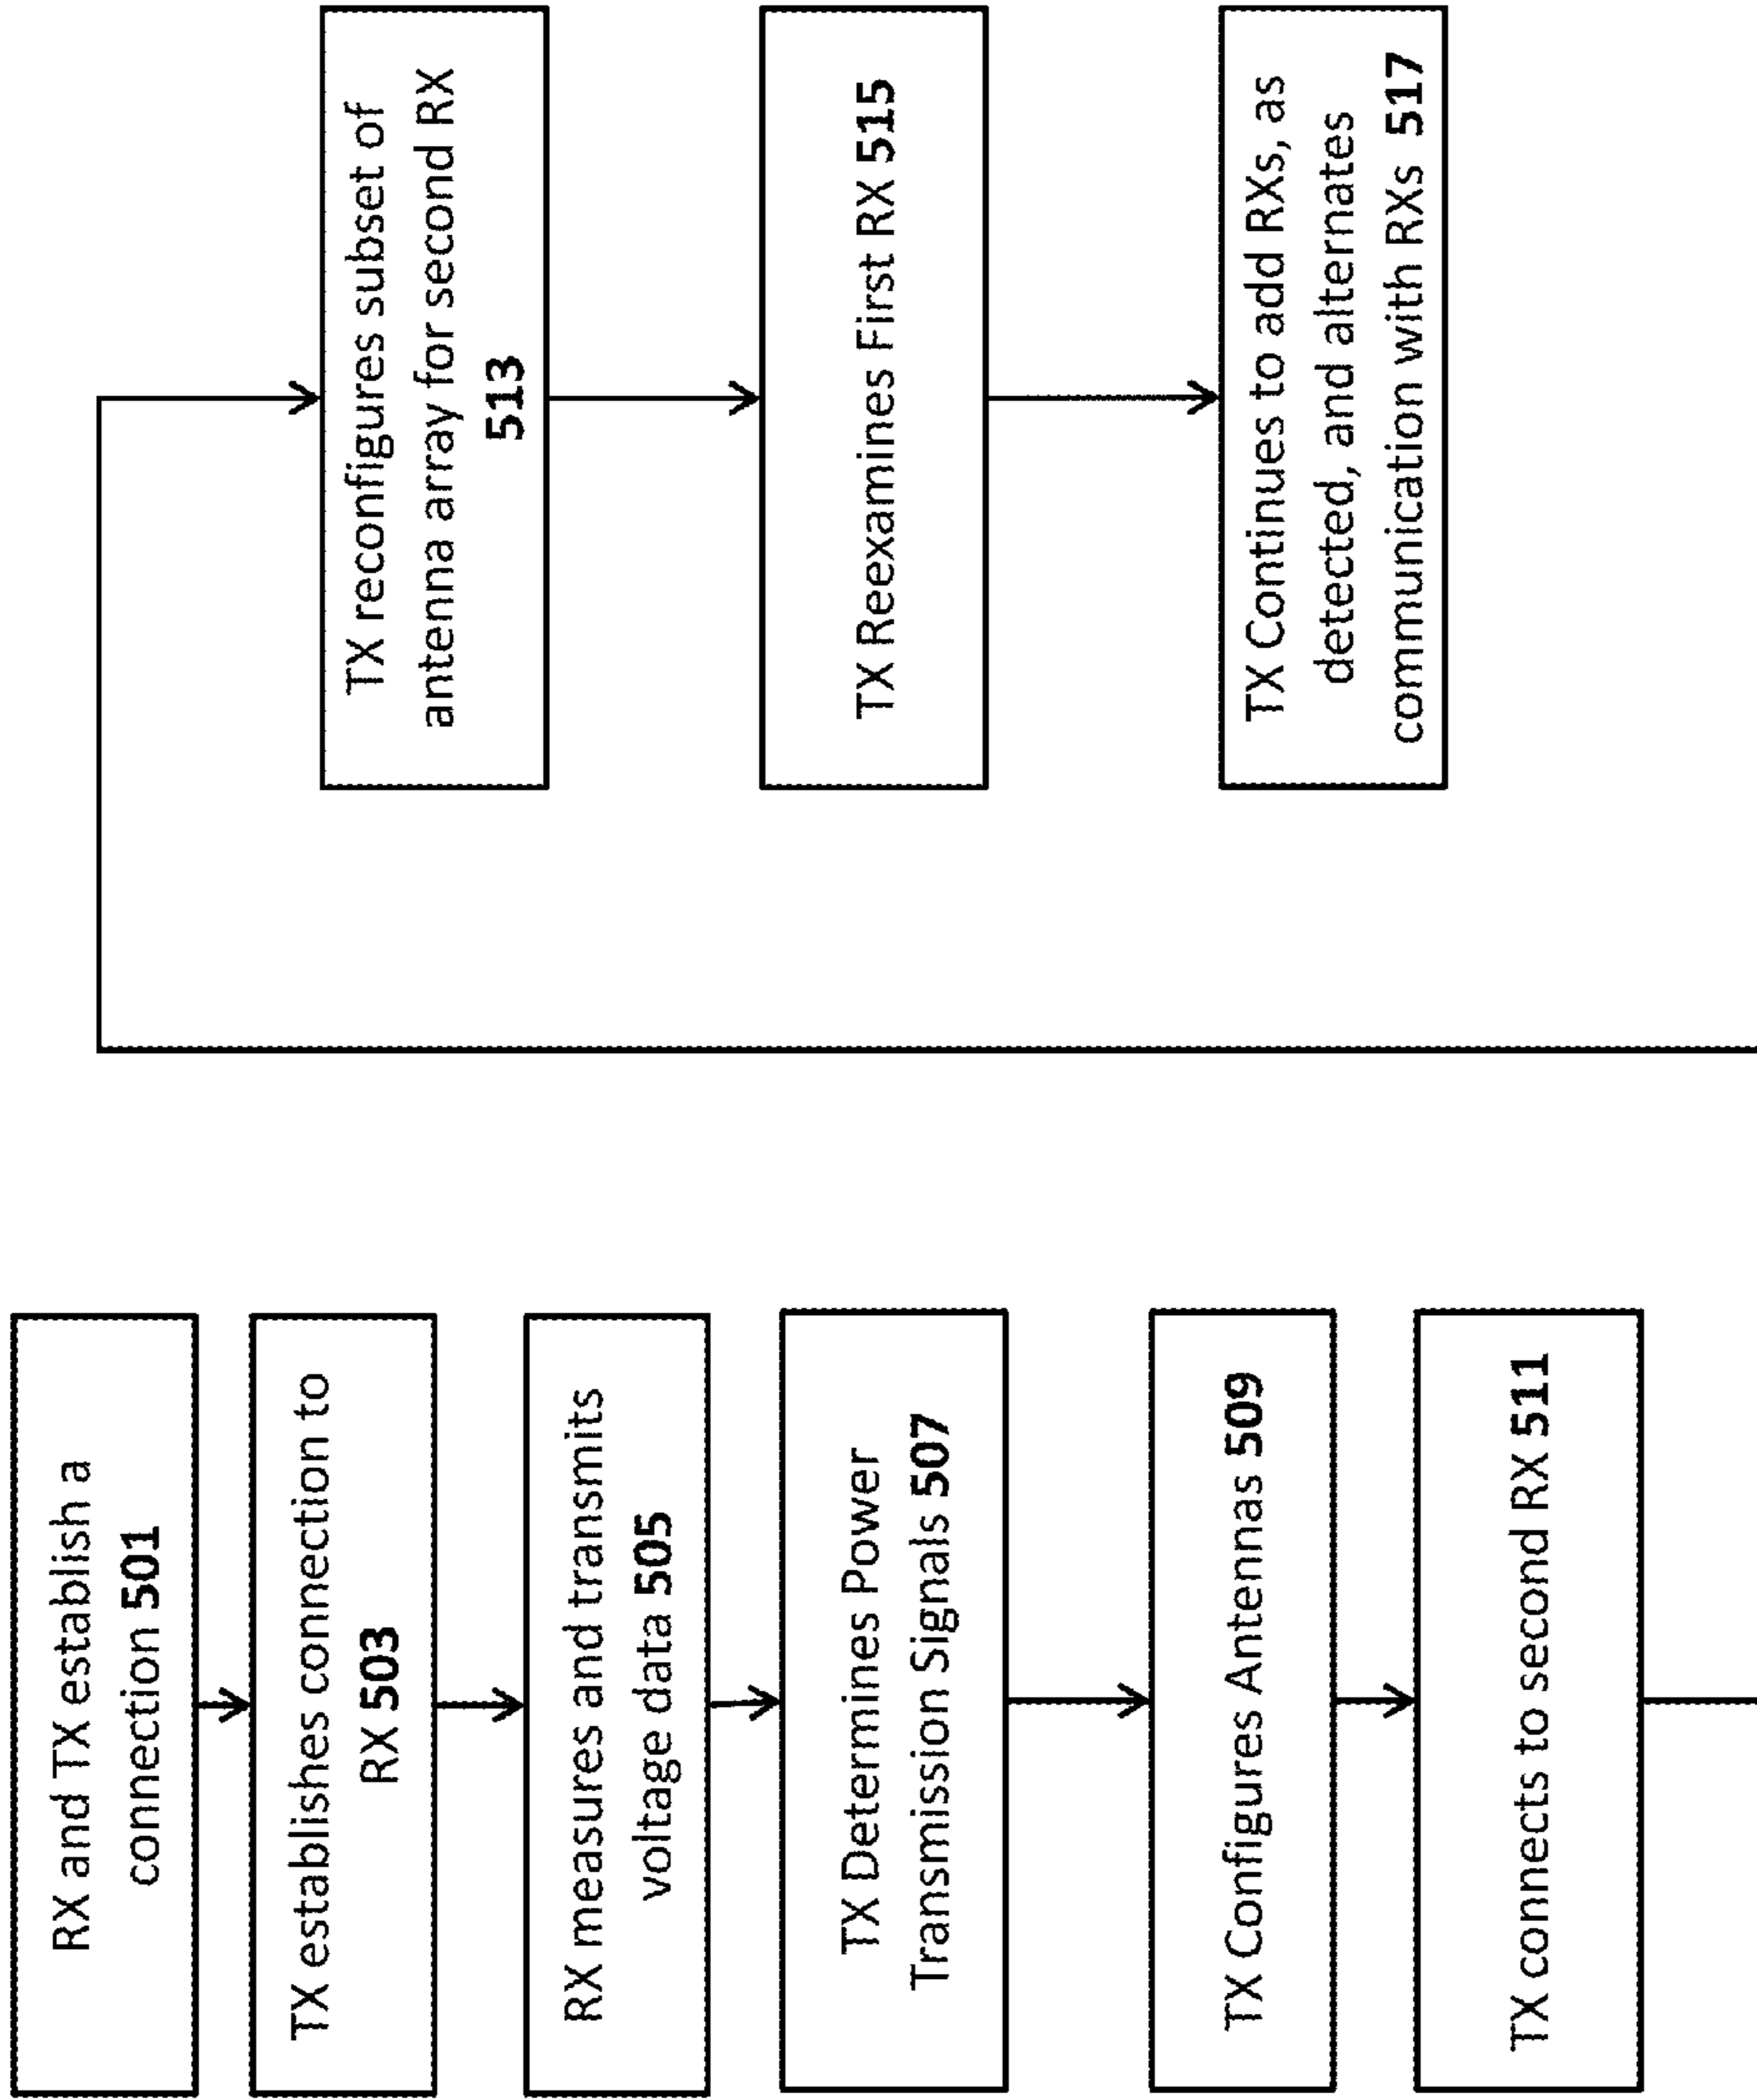 RX and TX establish a
connection 501
TX establishes connection to
RX 503
RX measures and transmits
voltage data 505
TX Determines Power
Transmission Signals 507
TX Configures Antennas 509
TX connects to second RX 511
TX reconfigures subset of
antenna array for second RX
513
TX Reexamines First RX 515
TX Continues to add RXs, as
detected, and alternates
communication with RXs 517